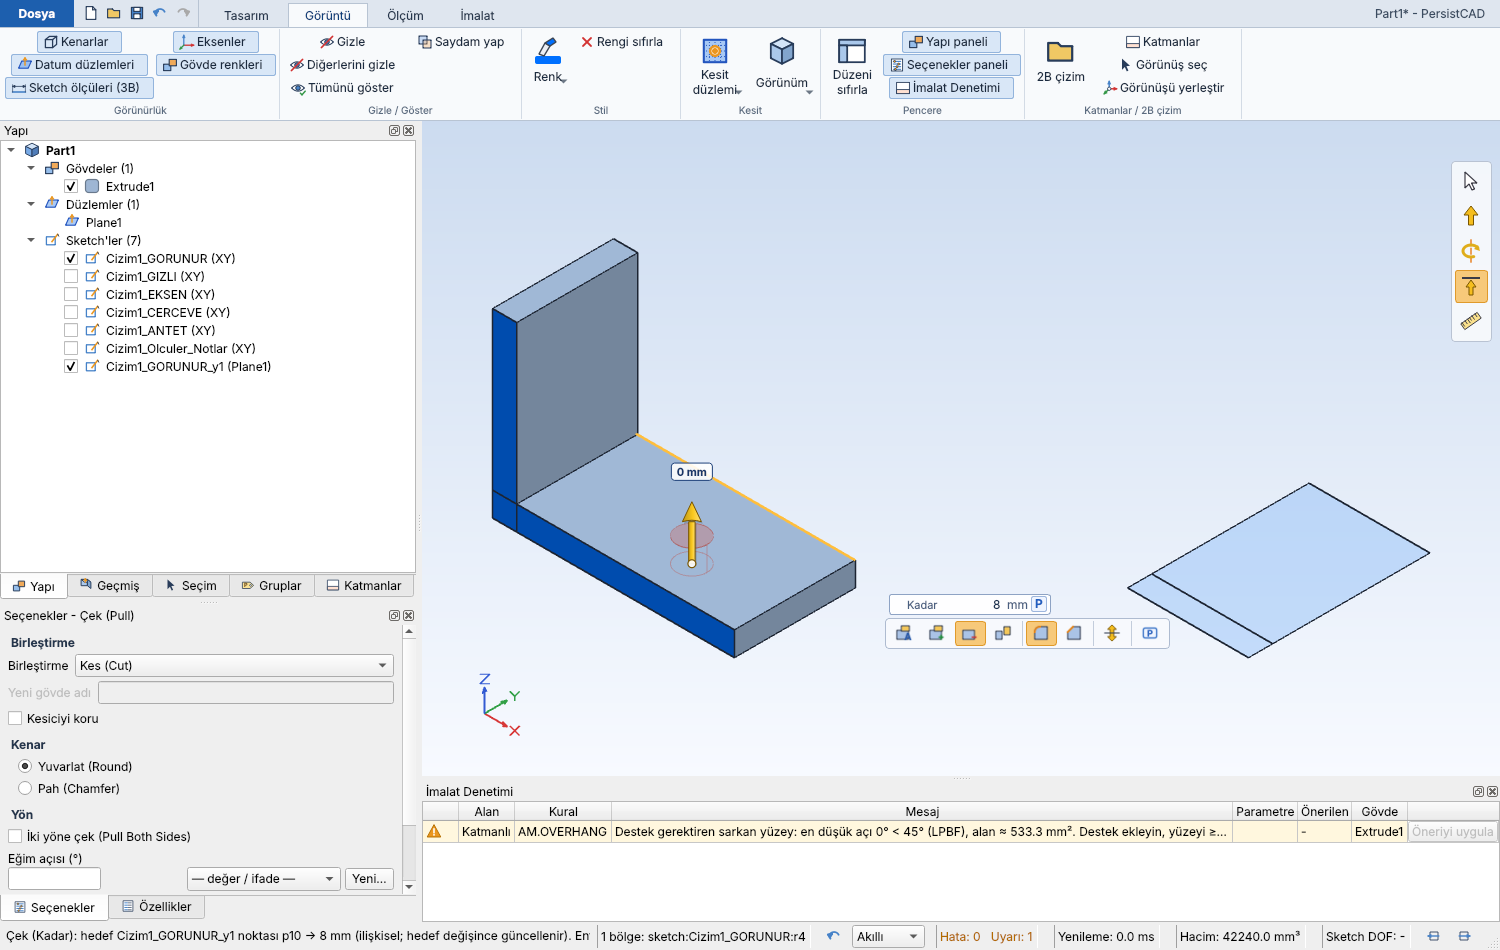 Dosya
Tasarım
Görüntü
Ölçüm
İmalat
Part1* - PersistCAD
Kenarlar
Eksenler
Datum düzlemleri
Gövde renkleri
Sketch ölçüleri (3B)
Görünürlük
Gizle
Saydam yap
Diğerlerini gizle
Tümünü göster
Gizle / Göster
Renk
Rengi sıfırla
Stil
Kesit
düzlemi
Görünüm
Kesit
Düzeni
sıfırla
Yapı paneli
Seçenekler paneli
İmalat Denetimi
Pencere
2B çizim
Katmanlar
Görünüş seç
Görünüşü yerleştir
Katmanlar / 2B çizim
Yapı
Part1
Gövdeler (1)
Extrude1
Düzlemler (1)
Plane1
Sketch'ler (7)
Cizim1_GORUNUR (XY)
Cizim1_GIZLI (XY)
Cizim1_EKSEN (XY)
Cizim1_CERCEVE (XY)
Cizim1_ANTET (XY)
Cizim1_Olculer_Notlar (XY)
Cizim1_GORUNUR_y1 (Plane1)
Yapı
Geçmiş
Seçim
Gruplar
Katmanlar
Seçenekler - Çek (Pull)
Birleştirme
Birleştirme
Kes (Cut)
Yeni gövde adı
Kesiciyi koru
Kenar
Yuvarlat (Round)
Pah (Chamfer)
Yön
İki yöne çek (Pull Both Sides)
Eğim açısı (°)
— değer / ifade —
Yeni...
Seçenekler
Özellikler
0 mm
Kadar
8 mm
P
P
Z
Y
X
İmalat Denetimi
Alan
Kural
Mesaj
Parametre
Önerilen
Gövde
Katmanlı
AM.OVERHANG
Destek gerektiren sarkan yüzey: en düşük açı 0° < 45° (LPBF), alan ≈ 533.3 mm². Destek ekleyin, yüzeyi ≥...
-
Extrude1
Öneriyi uygula
Çek (Kadar): hedef Cizim1_GORUNUR_y1 noktası p10 → 8 mm (ilişkisel; hedef değişince güncellenir). En
1 bölge: sketch:Cizim1_GORUNUR:r4
Akıllı
Hata: 0
Uyarı: 1
Yenileme: 0.0 ms
Hacim: 42240.0 mm³
Sketch DOF: -